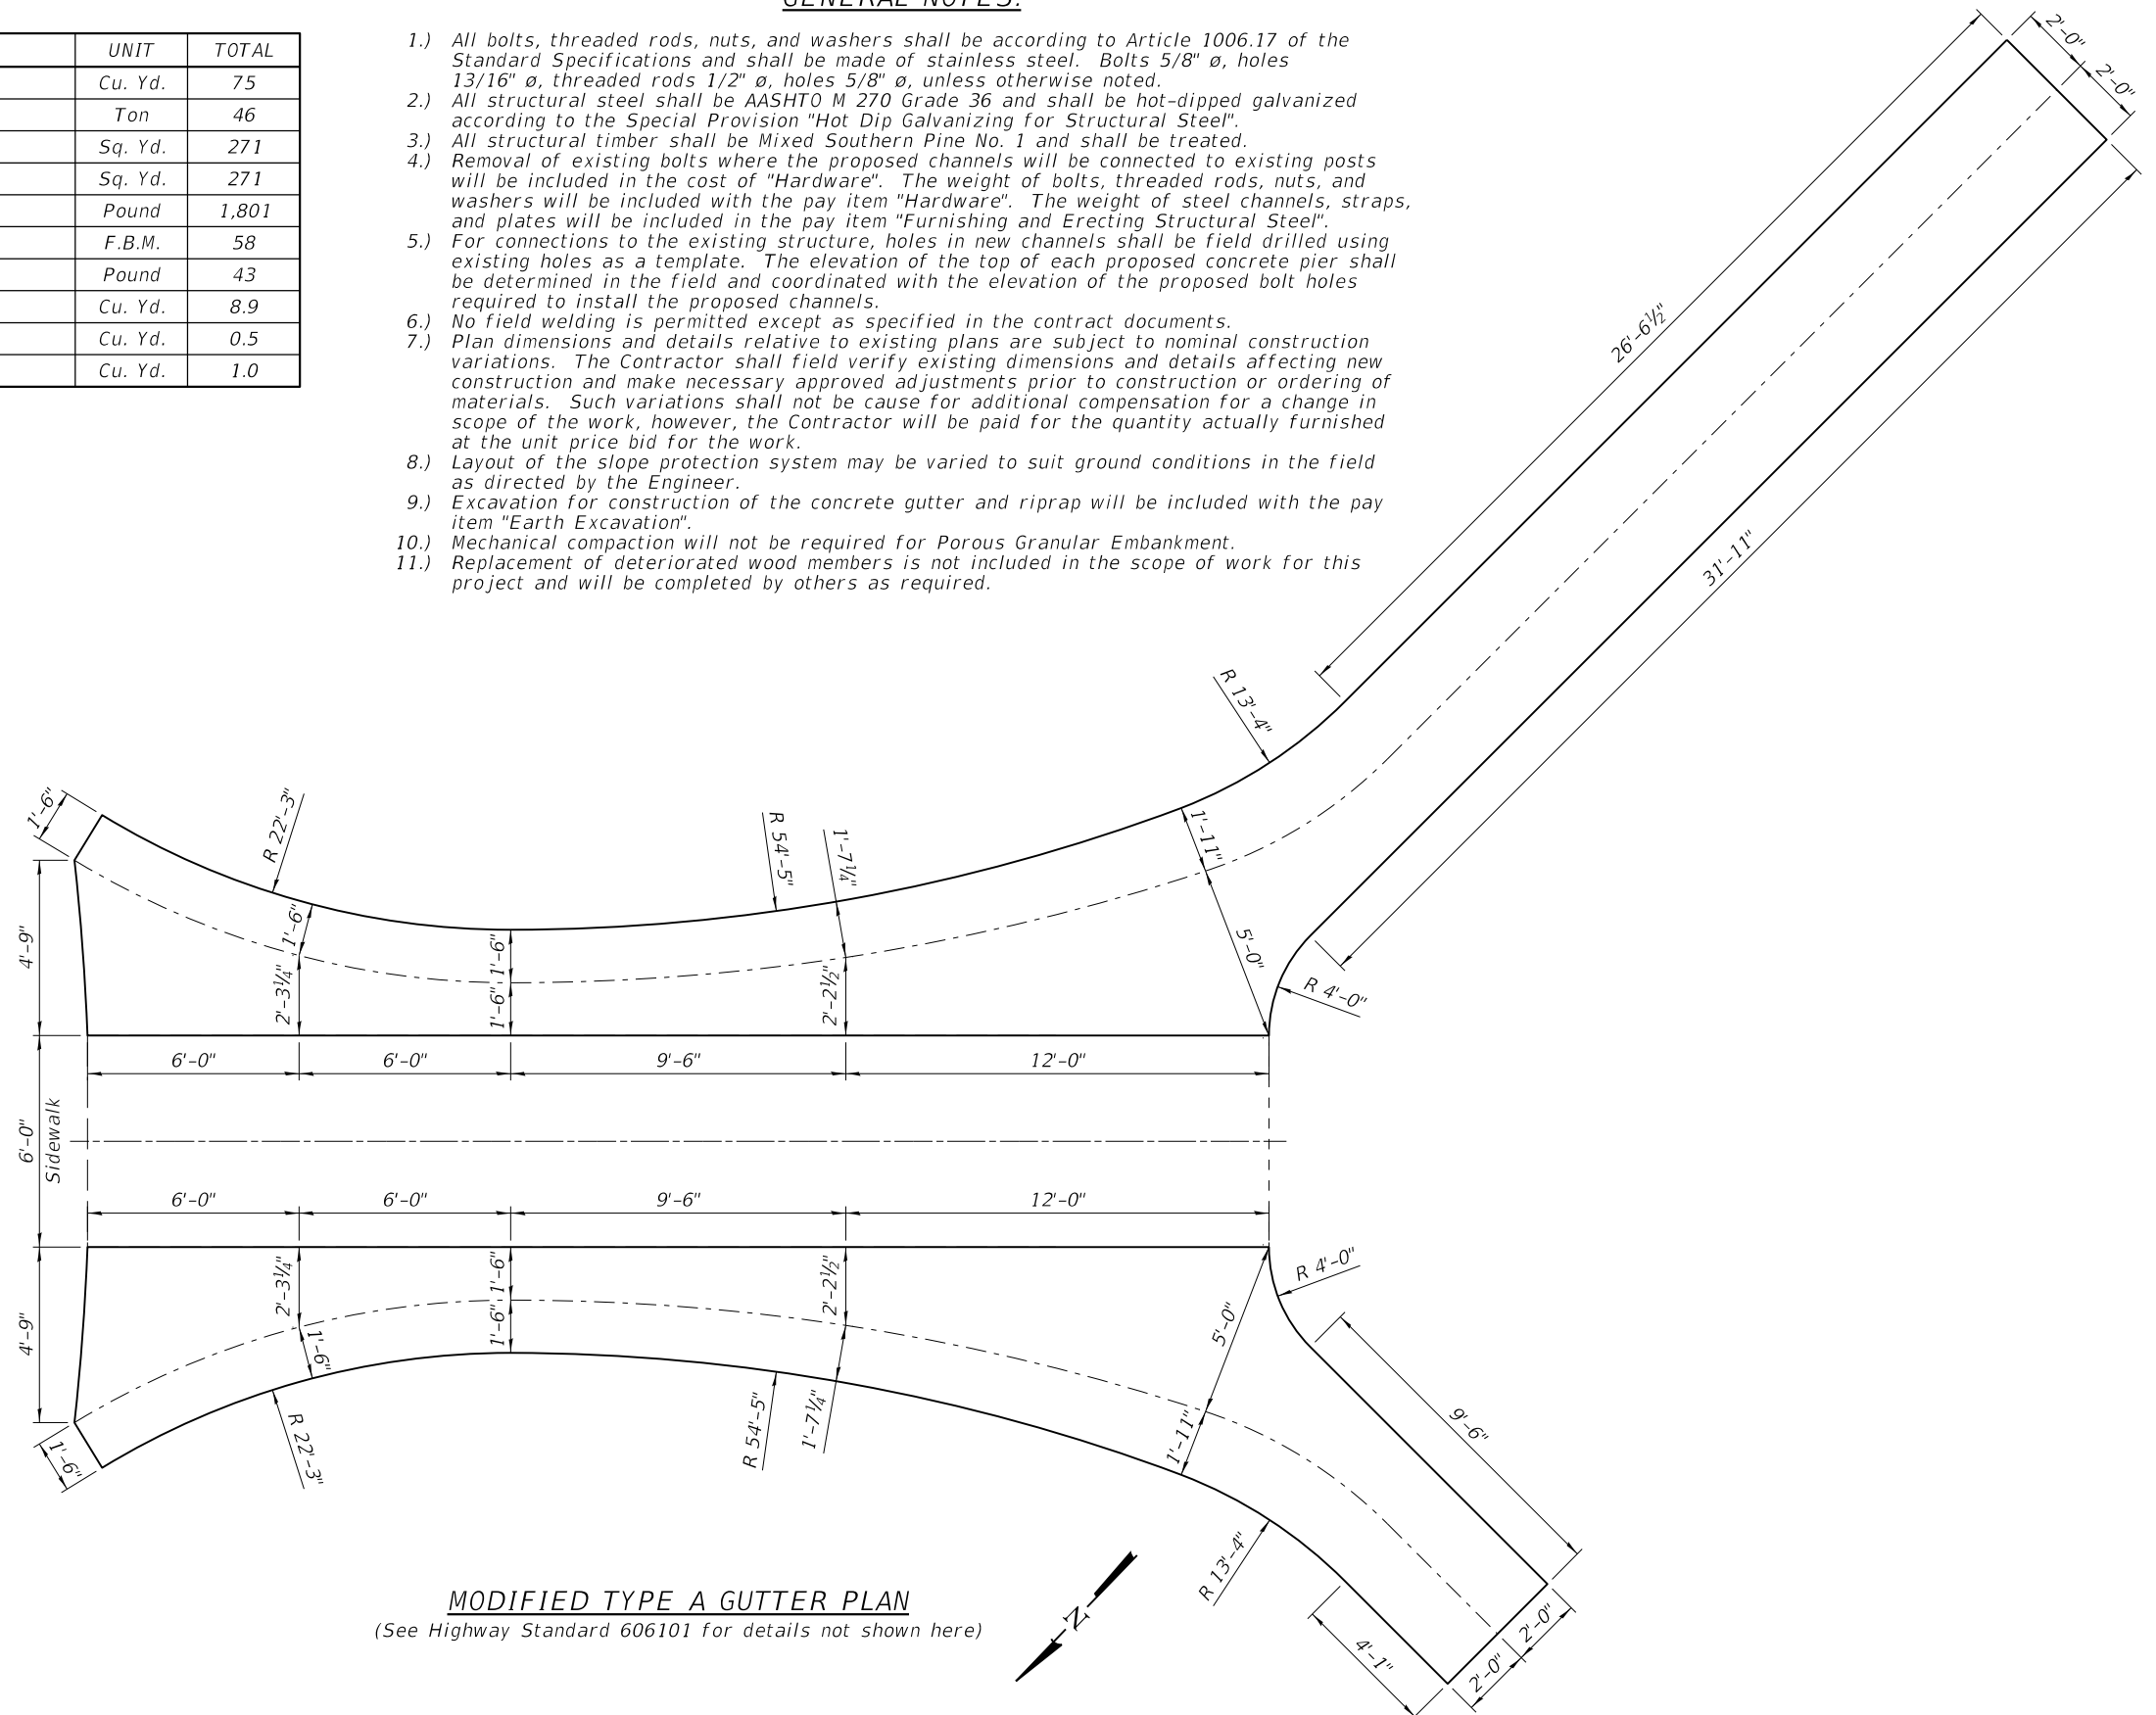 GENERAL NOTES:
UNIT TOTAL
Cu. Yd. 75
Ton 46
Sq. Yd. 271
Sq. Yd. 271
Pound 1,801
F.B.M. 58
Pound 43
Cu. Yd. 8.9
Cu. Yd. 0.5
Cu. Yd. 1.0
1.) All bolts, threaded rods, nuts, and washers shall be according to Article 1006.17 of the
Standard Specifications and shall be made of stainless steel. Bolts 5/8" ø, holes
13/16" ø, threaded rods 1/2" ø, holes 5/8" ø, unless otherwise noted.
2.) All structural steel shall be AASHTO M 270 Grade 36 and shall be hot-dipped galvanized
according to the Special Provision "Hot Dip Galvanizing for Structural Steel".
3.) All structural timber shall be Mixed Southern Pine No. 1 and shall be treated.
4.) Removal of existing bolts where the proposed channels will be connected to existing posts
will be included in the cost of "Hardware". The weight of bolts, threaded rods, nuts, and
washers will be included with the pay item "Hardware". The weight of steel channels, straps,
and plates will be included in the pay item "Furnishing and Erecting Structural Steel".
5.) For connections to the existing structure, holes in new channels shall be field drilled using
existing holes as a template. The elevation of the top of each proposed concrete pier shall
be determined in the field and coordinated with the elevation of the proposed bolt holes
required to install the proposed channels.
6.) No field welding is permitted except as specified in the contract documents.
7.) Plan dimensions and details relative to existing plans are subject to nominal construction
variations. The Contractor shall field verify existing dimensions and details affecting new
construction and make necessary approved adjustments prior to construction or ordering of
materials. Such variations shall not be cause for additional compensation for a change in
scope of the work, however, the Contractor will be paid for the quantity actually furnished
at the unit price bid for the work.
8.) Layout of the slope protection system may be varied to suit ground conditions in the field
as directed by the Engineer.
9.) Excavation for construction of the concrete gutter and riprap will be included with the pay
item "Earth Excavation".
10.) Mechanical compaction will not be required for Porous Granular Embankment.
11.) Replacement of deteriorated wood members is not included in the scope of work for this
project and will be completed by others as required.
2'-0"
2'-0"
26'-6½"
31'-11"
R 13'-4"
1'-6"
R 22'-3"
R 54'-5"
1'-7¼"
1'-11"
4'-9"
1'-6"
2'-3¼"
1'-6"
1'-6"
2'-2½"
5'-0"
R 4'-0"
6'-0" 6'-0" 9'-6" 12'-0"
6'-0"
Sidewalk
6'-0" 6'-0" 9'-6" 12'-0"
4'-9"
2'-3¼"
1'-6"
1'-6"
1'-6"
2'-2½"
5'-0"
R 4'-0"
1'-6"
R 22'-3"
R 54'-5"
1'-7¼"
1'-11"
9'-6"
R 13'-4"
4'-1"
2'-0"
2'-0"
N
MODIFIED TYPE A GUTTER PLAN
(See Highway Standard 606101 for details not shown here)